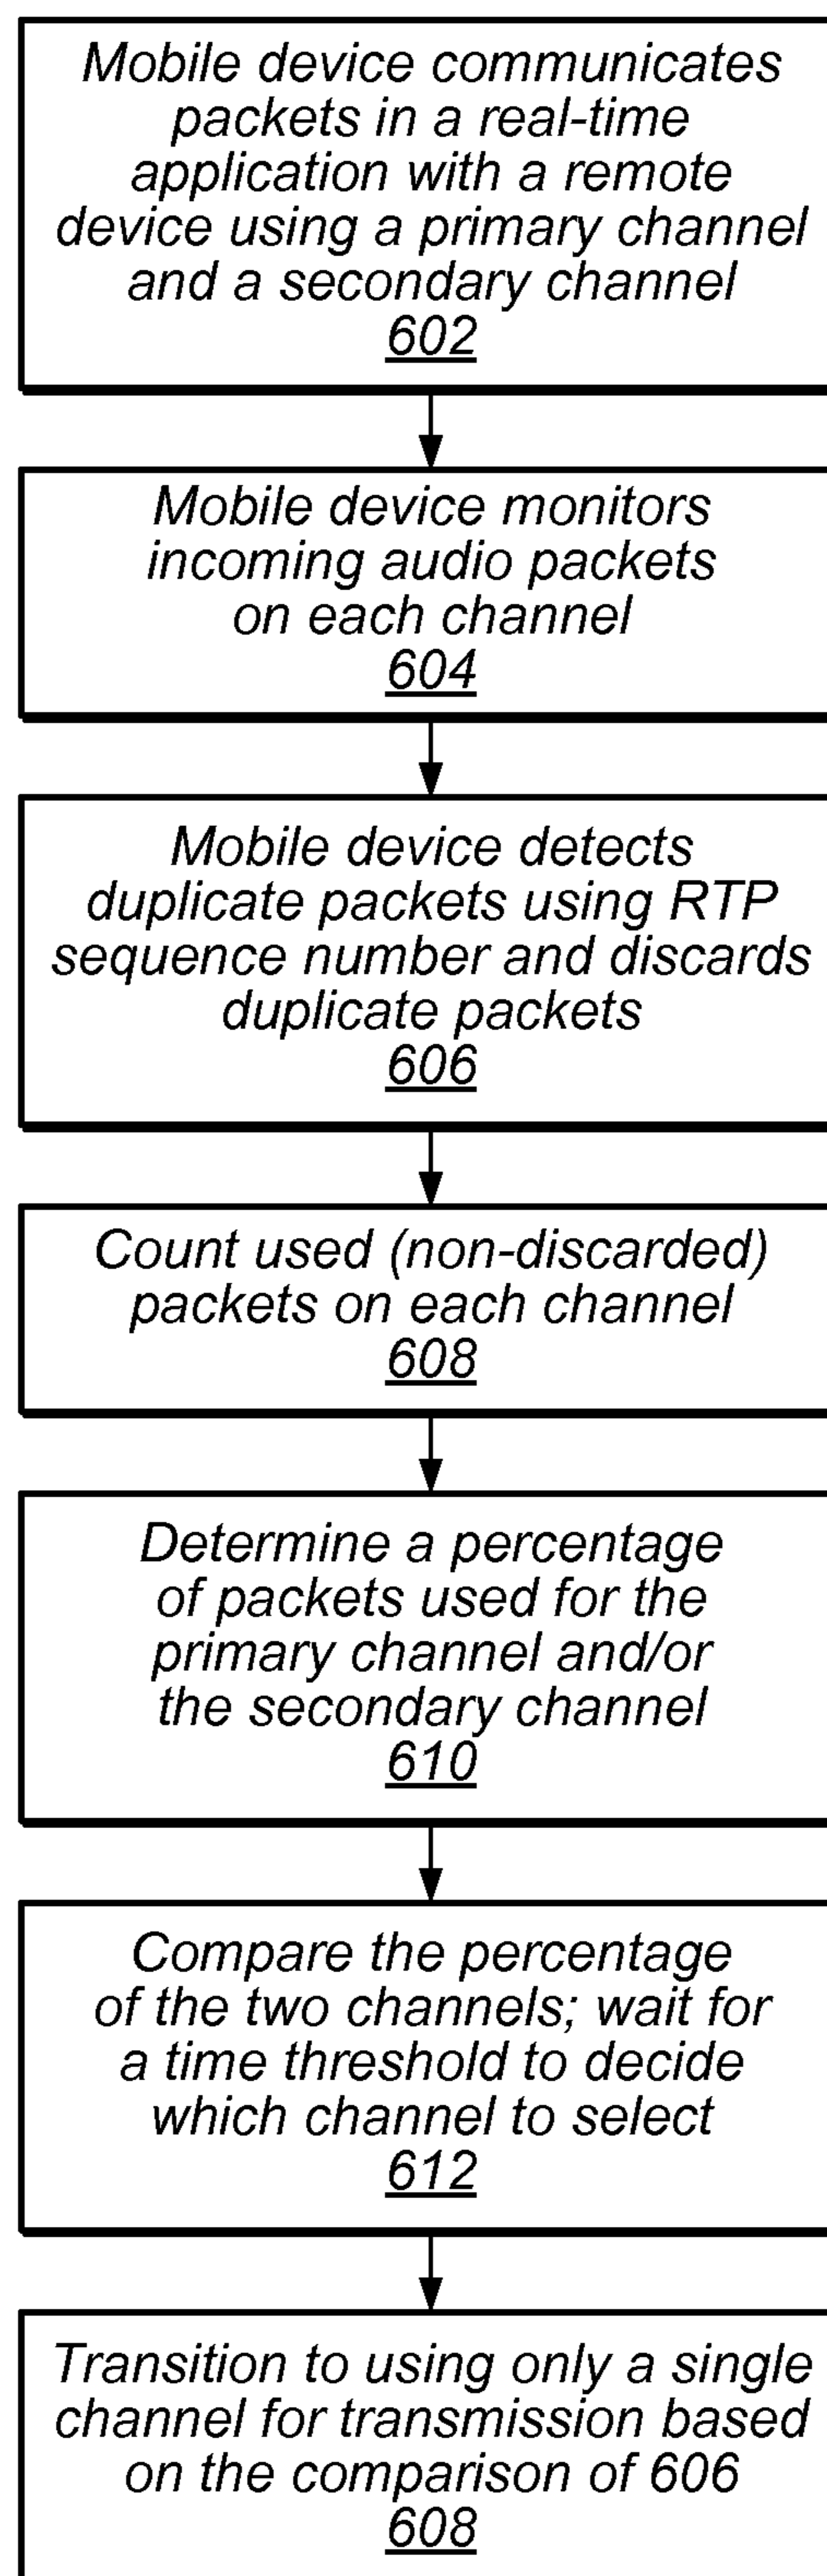 Mobile device communicates
packets in a real-time
application with a remote
device using a primary channel
and a secondary channel
602
Mobile device monitors
incoming audio packets
on each channel
604
Mobile device detects
duplicate packets using RTP
sequence number and discards
duplicate packets
606
Count used (non-discarded)
packets on each channel
608
Determine a percentage
of packets used for the
primary channel and/or
the secondary channel
610
Compare the percentage
of the two channels; wait for
a time threshold to decide
which channel to select
612
Transition to using only a single
channel for transmission based
on the comparison of 606
608